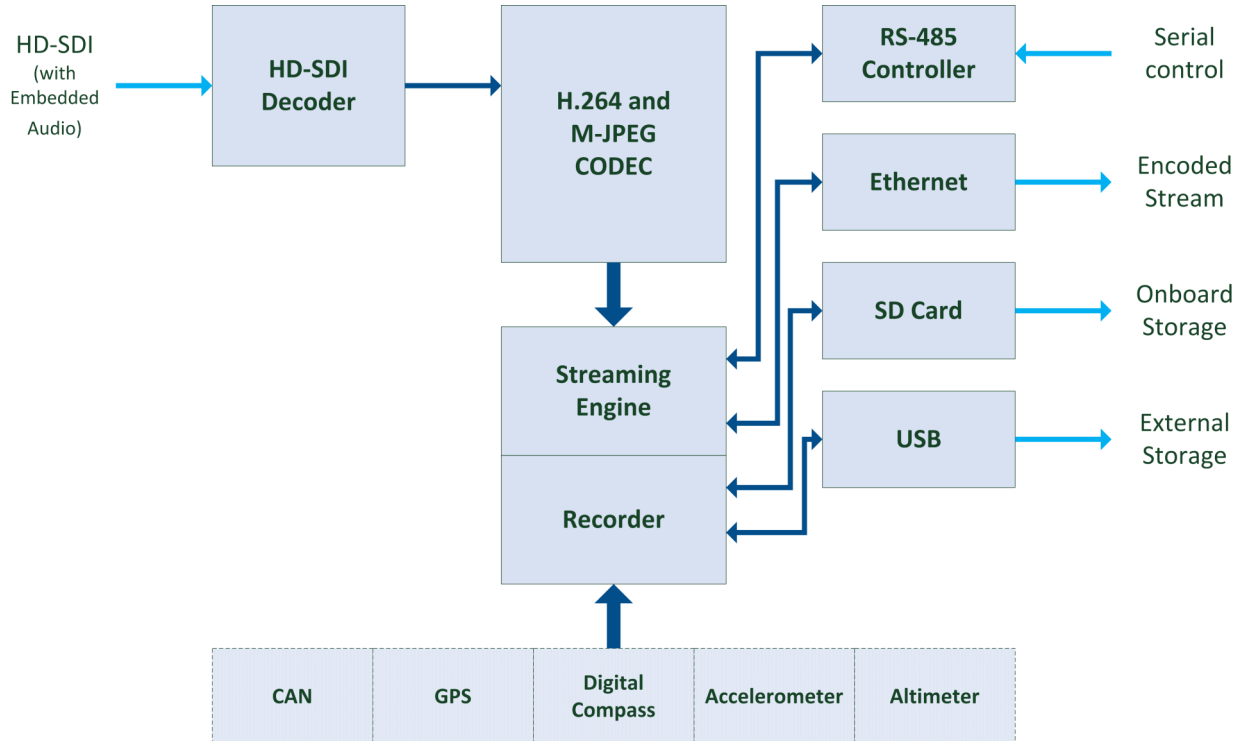 HD-SDI
(with
Embedded
Audio)
HD-SDI
Decoder
H.264 and
M-JPEG
CODEC
RS-485
Controller
Serial
control
Ethernet
Encoded
Stream
SD Card
Onboard
Storage
Streaming
Engine
USB
External
Storage
Recorder
CAN
GPS
Digital
Compass
Accelerometer
Altimeter